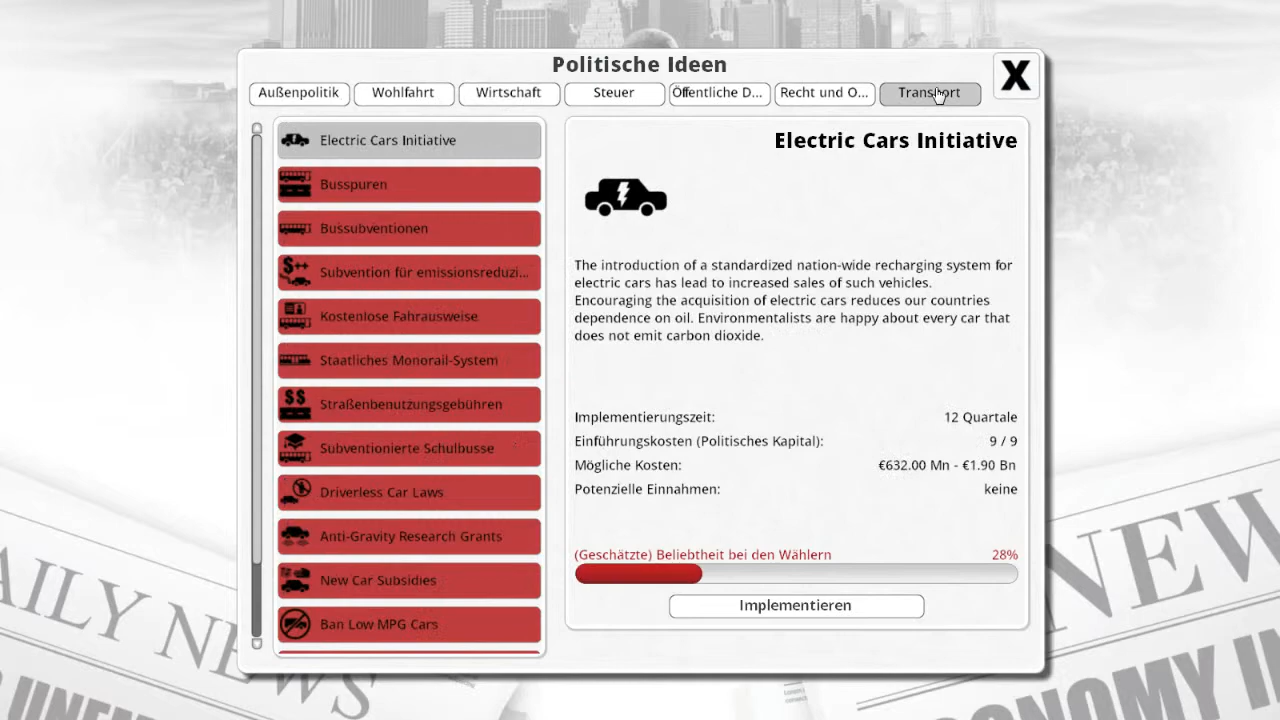 Politische Ideen
X
Außenpolitik
Wohlfahrt
Wirtschaft
Steuer
Öffentliche D...
Recht und O...
Transport
Electric Cars Initiative
Busspuren
Bussubventionen
Subvention für emissionsreduzi...
Kostenlose Fahrausweise
Staatliches Monorail-System
Straßenbenutzungsgebühren
Subventionierte Schulbusse
Driverless Car Laws
Anti-Gravity Research Grants
New Car Subsidies
Ban Low MPG Cars
Electric Cars Initiative
The introduction of a standardized nation-wide recharging system for
electric cars has lead to increased sales of such vehicles.
Encouraging the acquisition of electric cars reduces our countries
dependence on oil. Environmentalists are happy about every car that
does not emit carbon dioxide.
Implementierungszeit: 12 Quartale
Einführungskosten (Politisches Kapital): 9 / 9
Mögliche Kosten: €632.00 Mn - €1.90 Bn
Potenzielle Einnahmen: keine
(Geschätzte) Beliebtheit bei den Wählern 28%
Implementieren
AILY NEWS
NEW
ONOMY IN